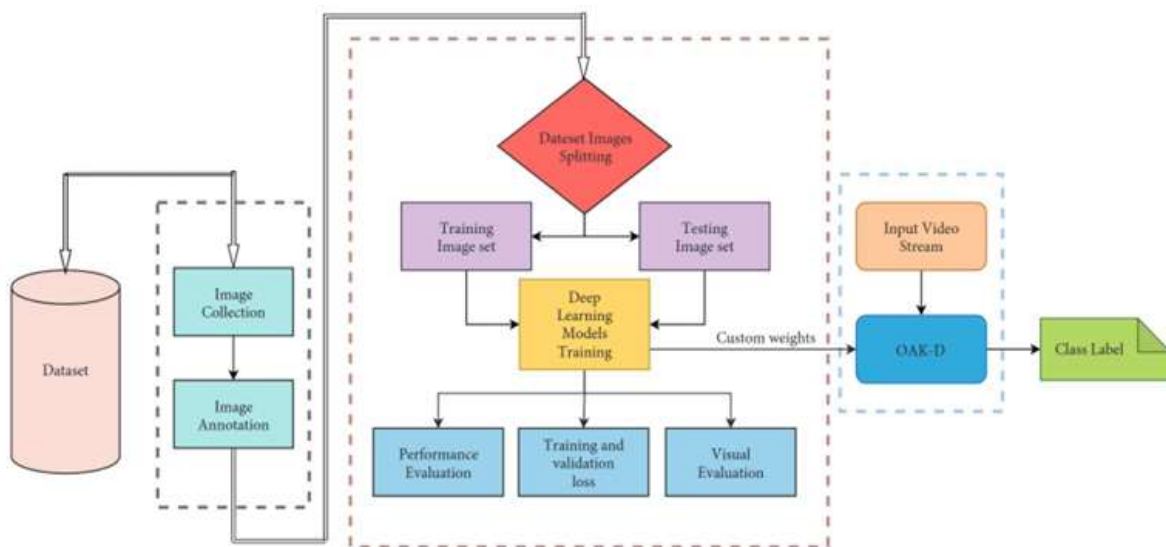 Dataset
Image
Collection
Image
Annotation
Dateset Images
Splitting
Training
Image set
Testing
Image set
Deep
Learning
Models
Training
Custom weights
Performance
Evaluation
Training and
validation
loss
Visual
Evaluation
Input Video
Stream
OAK-D
Class Label